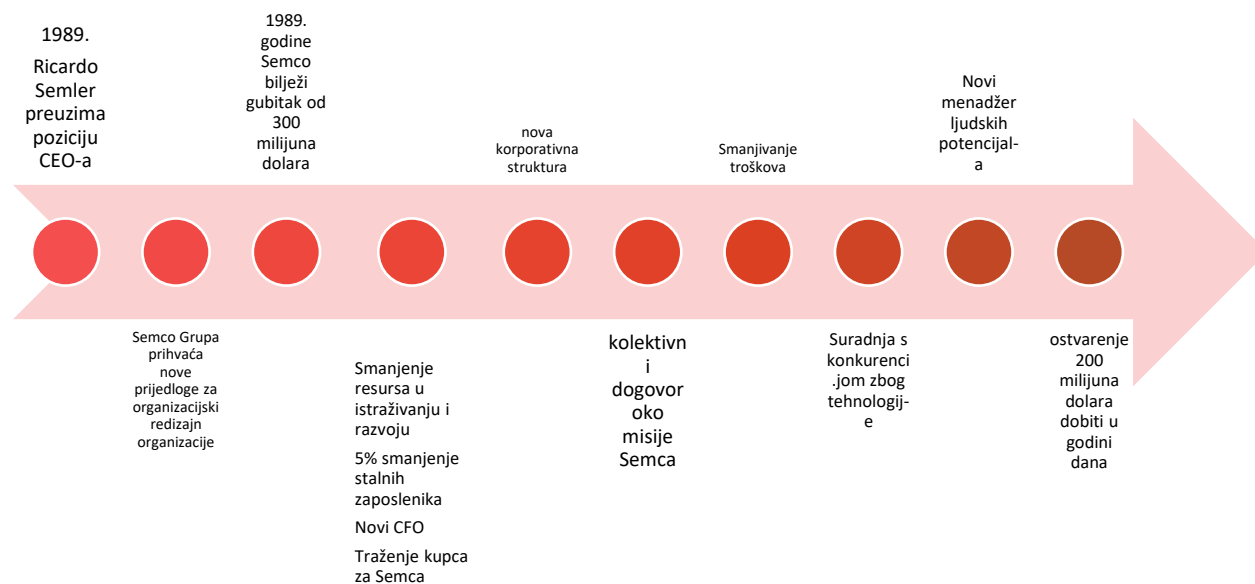 1989.
Ricardo
Semler
preuzima
poziciju
CEO-a
Semco Grupa
prihvaća
nove
prijedloge za
organizacijski
redizajn
organizacije
1989.
godine
Semco
bilježi
gubitak od
300
milijuna
dolara
Smanjenje
resursa u
istraživanju i
razvoju
5% smanjenje
stalnih
zaposlenika
Novi CFO
Traženje kupca
za Semca
nova
korporativna
struktura
kolektivn
i
dogovor
oko
misije
Semca
Smanjivanje
troškova
Suradnja s
konkurenci
.jom zbog
tehnologij-
e
Novi
menadžer
ljudskih
potencijal-
a
ostvarenje
200
milijuna
dolara
dobiti u
godini
dana